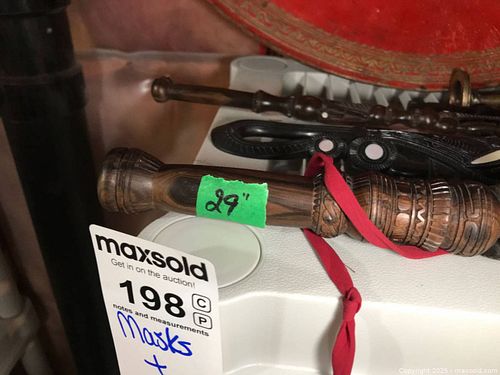 29"
maxsold
Get in on the auction!
198 C
P
notes and measurements
Masks
+
Copyright 2025 - maxsold.com